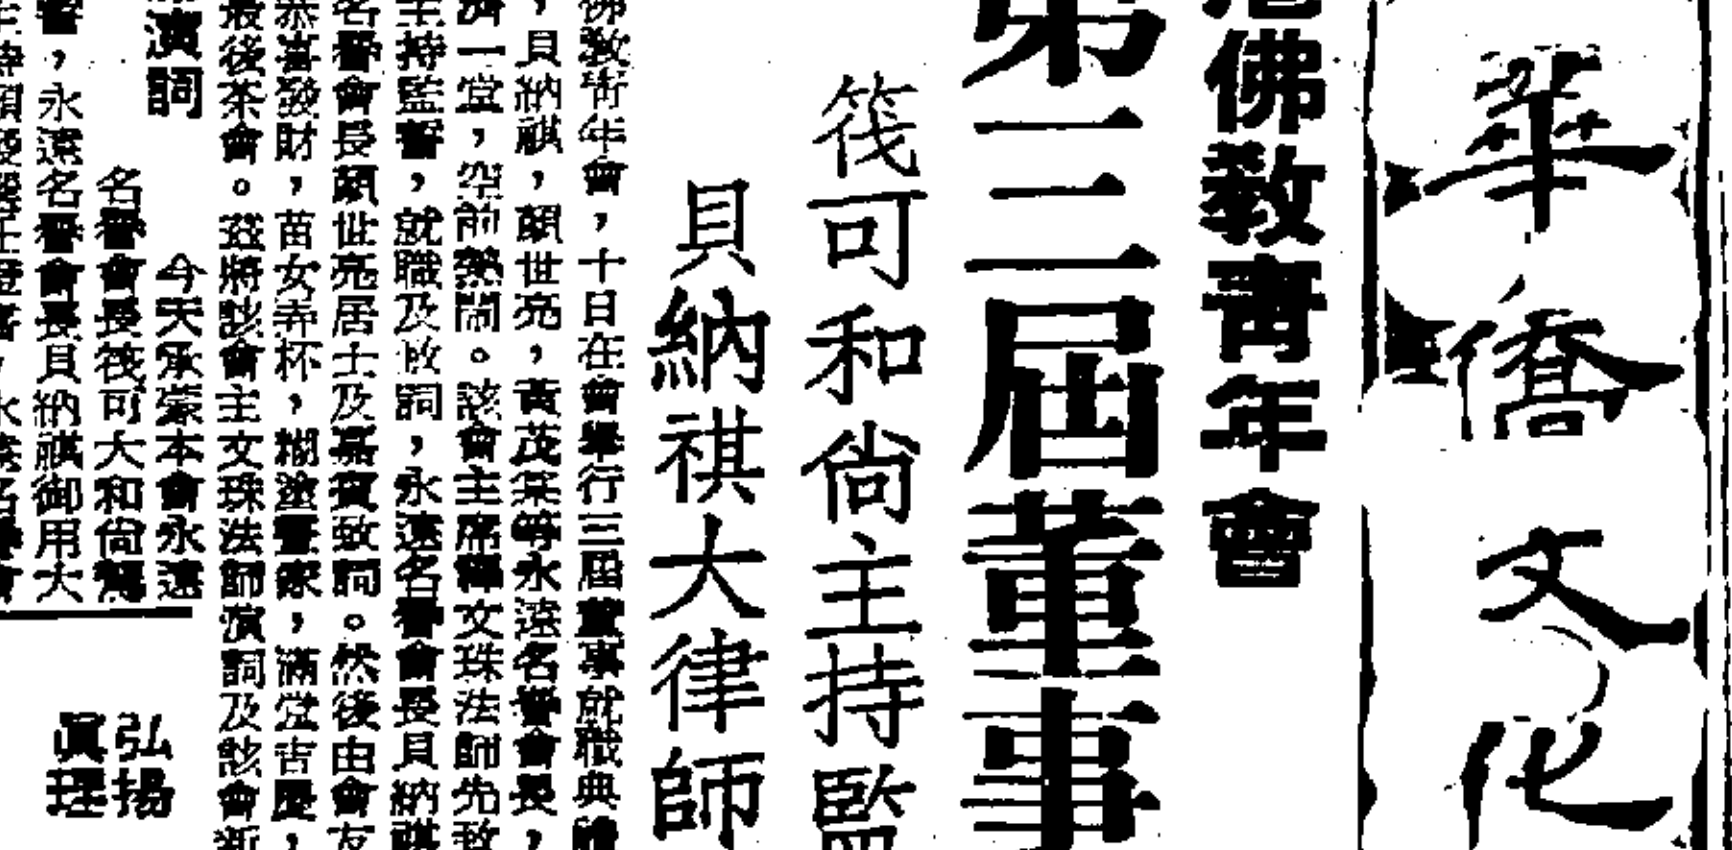 華僑文化
佛教青年會
第三屆董事
筏可和尚主持監
貝納祺大律師
佛教青年會，十日在會舉行三屆董事就職典禮
，貝納祺，顏世亮，黃茂棠等永遠名譽會長，
濟一堂，空前熱鬧。該會主席釋文珠法師先致
主持監誓，就職及致詞，永遠名譽會長貝納祺
名譽會長顏世亮居士及嘉賓致詞。然後由會友
恭喜發財，苗女弄杯，糊塗醫家，滿堂吉慶，
最後茶會。茲將該會主文珠法師演詞及該會新
演詞
今天承蒙本會永遠
名譽會長筏可大和尚駕
，永遠名譽會長貝納祺御用大
弘揚
真理